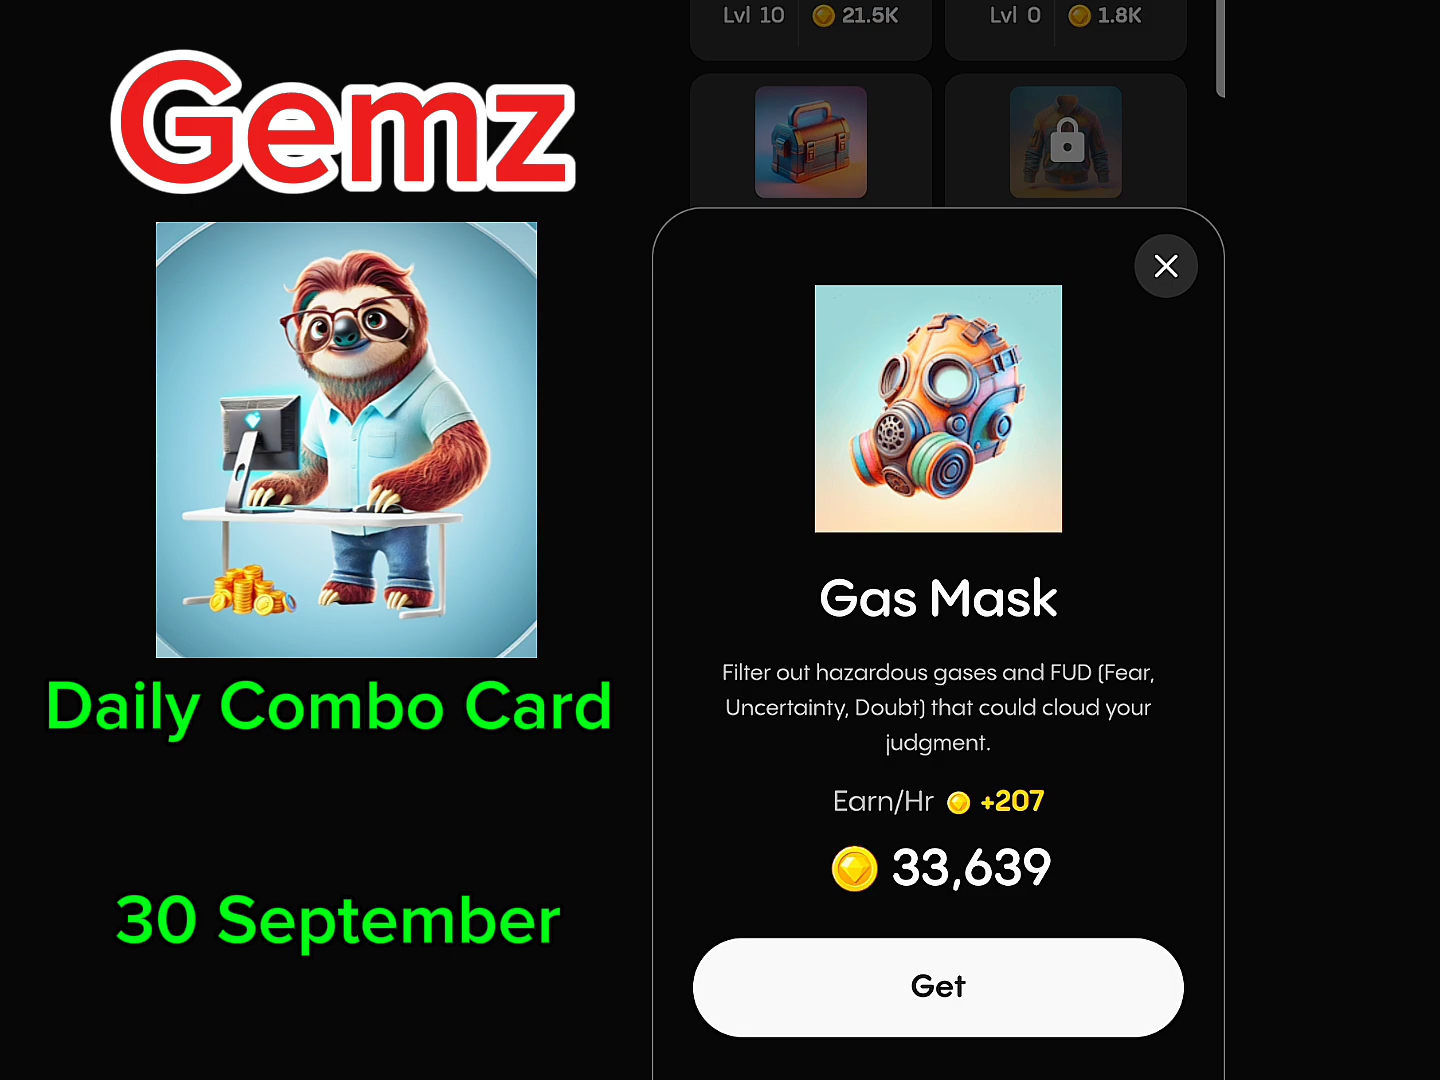 Gemz
Daily Combo Card
30 September
Lvl 10 21.5K
Lvl 0 1.8K
Gas Mask
Filter out hazardous gases and FUD (Fear,
Uncertainty, Doubt) that could cloud your
judgment.
Earn/Hr +207
33,639
Get